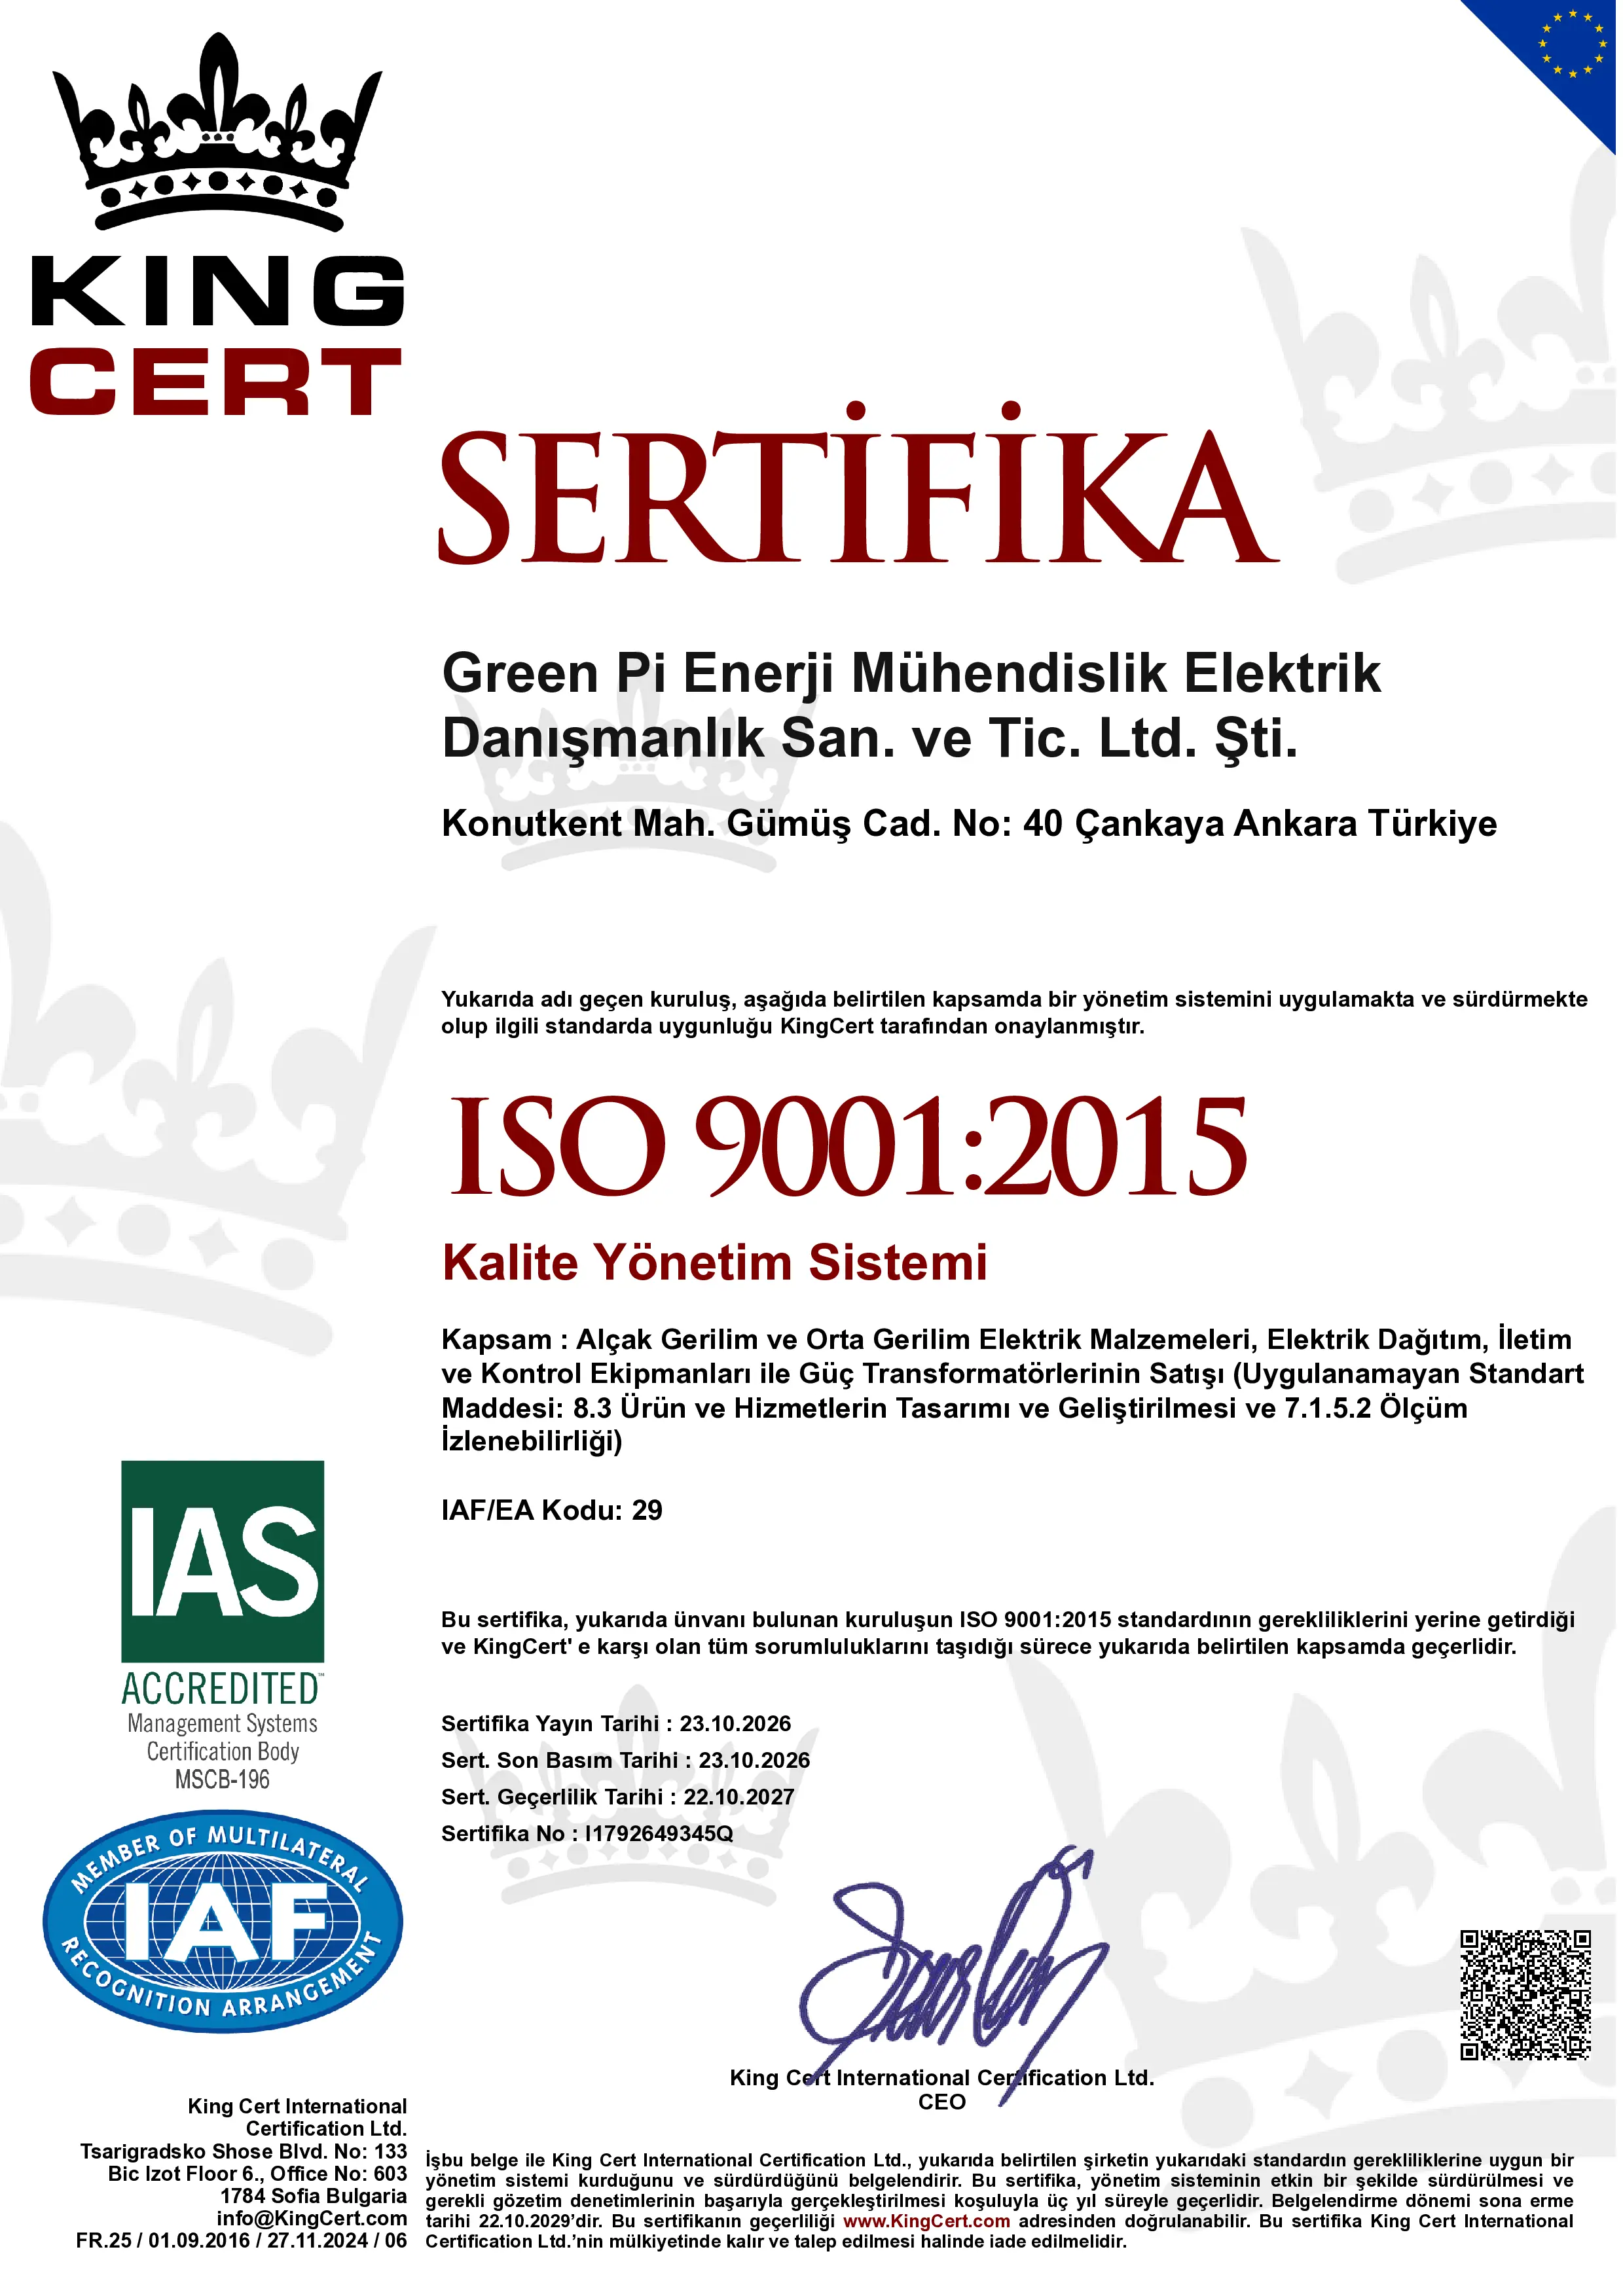 KING
CERT
SERTİFİKA
Green Pi Enerji Mühendislik Elektrik
Danışmanlık San. ve Tic. Ltd. Şti.
Konutkent Mah. Gümüş Cad. No: 40 Çankaya Ankara Türkiye
Yukarıda adı geçen kuruluş, aşağıda belirtilen kapsamda bir yönetim sistemini uygulamakta ve sürdürmekte
olup ilgili standarda uygunluğu KingCert tarafından onaylanmıştır.
ISO 9001:2015
Kalite Yönetim Sistemi
Kapsam : Alçak Gerilim ve Orta Gerilim Elektrik Malzemeleri, Elektrik Dağıtım, İletim
ve Kontrol Ekipmanları ile Güç Transformatörlerinin Satışı (Uygulanamayan Standart
Maddesi: 8.3 Ürün ve Hizmetlerin Tasarımı ve Geliştirilmesi ve 7.1.5.2 Ölçüm
İzlenebilirliği)
IAF/EA Kodu: 29
Bu sertifika, yukarıda ünvanı bulunan kuruluşun ISO 9001:2015 standardının gerekliliklerini yerine getirdiği
ve KingCert' e karşı olan tüm sorumluluklarını taşıdığı sürece yukarıda belirtilen kapsamda geçerlidir.
Sertifika Yayın Tarihi : 23.10.2026
Sert. Son Basım Tarihi : 23.10.2026
Sert. Geçerlilik Tarihi : 22.10.2027
Sertifika No : I1792649345Q
IAS
ACCREDITED™
Management Systems
Certification Body
MSCB-196
MEMBER OF MULTILATERAL
IAF
RECOGNITION ARRANGEMENT
King Cert International Certification Ltd.
CEO
King Cert International
Certification Ltd.
Tsarigradsko Shose Blvd. No: 133
Bic Izot Floor 6., Office No: 603
1784 Sofia Bulgaria
info@KingCert.com
FR.25 / 01.09.2016 / 27.11.2024 / 06
İşbu belge ile King Cert International Certification Ltd., yukarıda belirtilen şirketin yukarıdaki standardın gerekliliklerine uygun bir
yönetim sistemi kurduğunu ve sürdürdüğünü belgelendirir. Bu sertifika, yönetim sisteminin etkin bir şekilde sürdürülmesi ve
gerekli gözetim denetimlerinin başarıyla gerçekleştirilmesi koşuluyla üç yıl süreyle geçerlidir. Belgelendirme dönemi sona erme
tarihi 22.10.2029’dir. Bu sertifikanın geçerliliği www.KingCert.com adresinden doğrulanabilir. Bu sertifika King Cert International
Certification Ltd.’nin mülkiyetinde kalır ve talep edilmesi halinde iade edilmelidir.